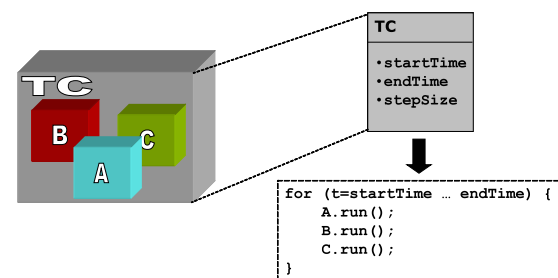 TC
B
C
A
TC
•startTime
•endTime
•stepSize
for (t=startTime … endTime) {
    A.run();
    B.run();
    C.run();
}